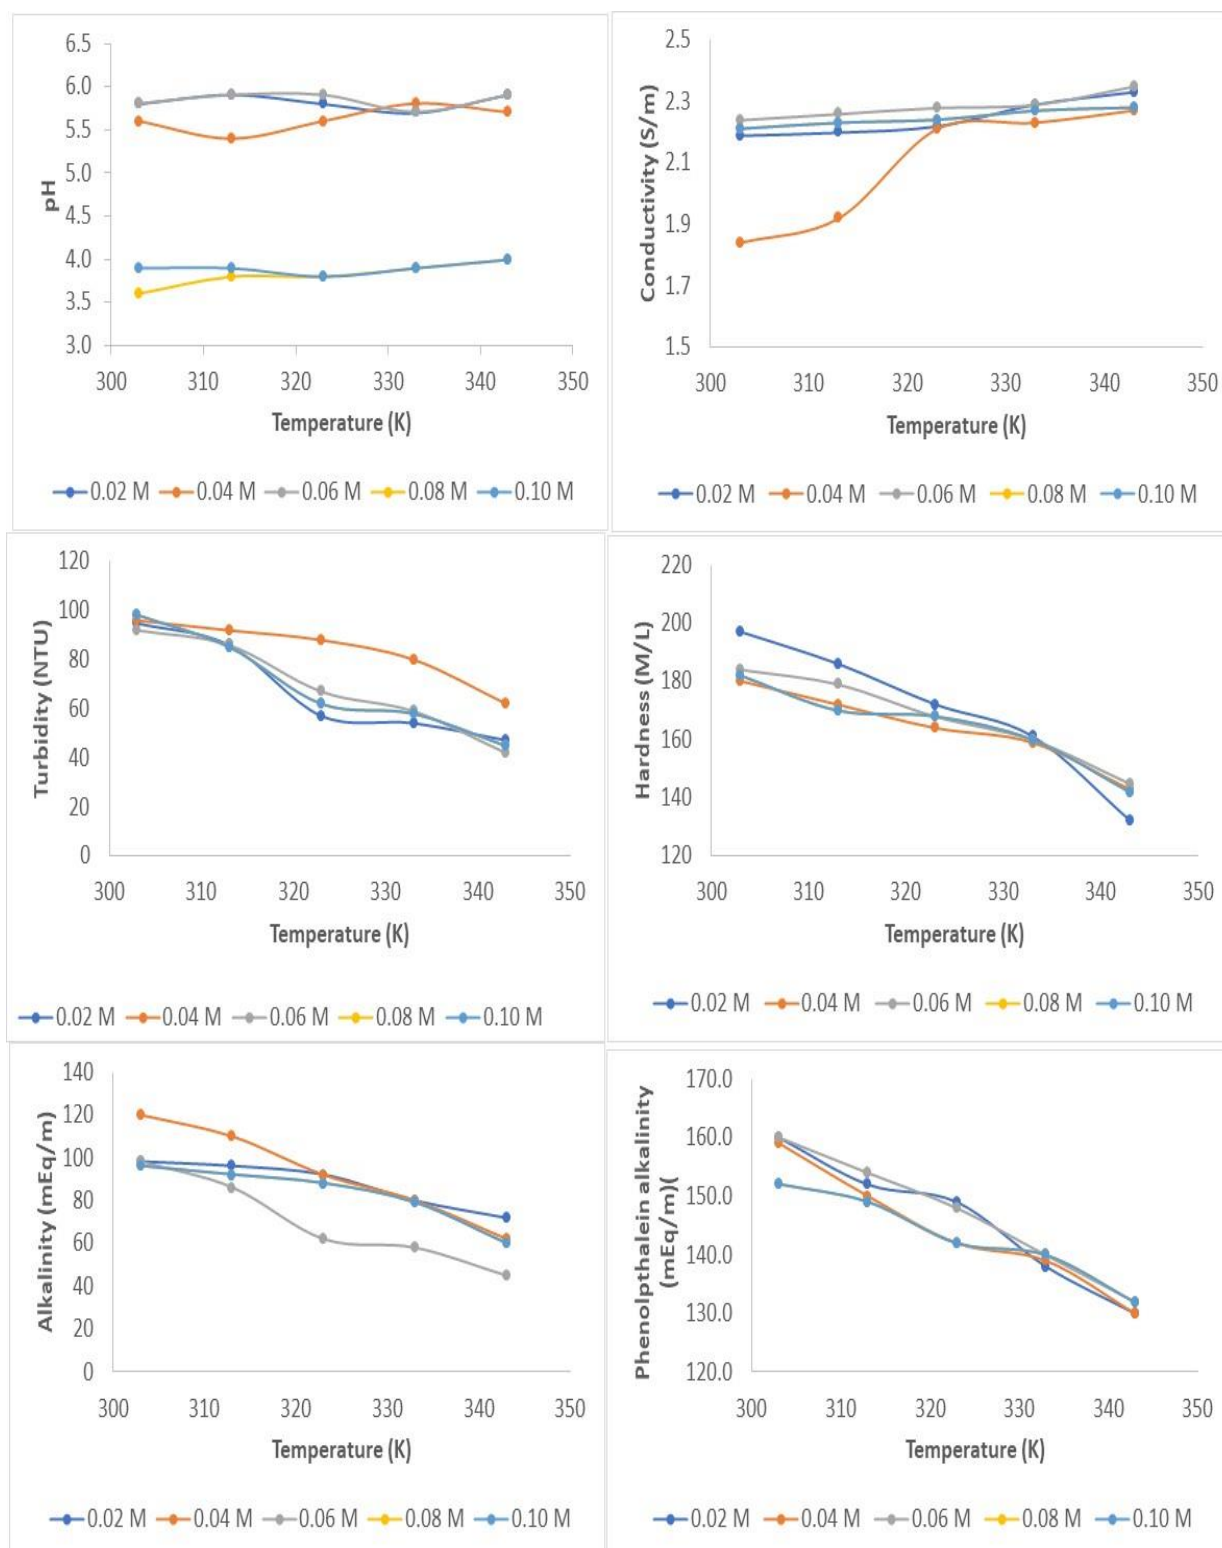 pH
6.5
6.0
5.5
5.0
4.5
4.0
3.5
3.0
300 310 320 330 340 350
Temperature (K)
0.02 M 0.04 M 0.06 M 0.08 M 0.10 M
Conductivity (S/m)
2.5
2.3
2.1
1.9
1.7
1.5
300 310 320 330 340 350
Temperature (K)
0.02 M 0.04 M 0.06 M 0.08 M 0.10 M
Turbidity (NTU)
120
100
80
60
40
20
0
300 310 320 330 340 350
Temperature (K)
0.02 M 0.04 M 0.06 M 0.08 M 0.10 M
Hardness (M/L)
220
200
180
160
140
120
300 310 320 330 340 350
Temperature (K)
0.02 M 0.04 M 0.06 M 0.08 M 0.10 M
Alkalinity (mEq/m)
140
120
100
80
60
40
20
0
300 310 320 330 340 350
Temperature (K)
0.02 M 0.04 M 0.06 M 0.08 M 0.10 M
Phenolpthalein alkalinity
(mEq/m)(
170.0
160.0
150.0
140.0
130.0
120.0
300 310 320 330 340 350
Temperature (K)
0.02 M 0.04 M 0.06 M 0.08 M 0.10 M